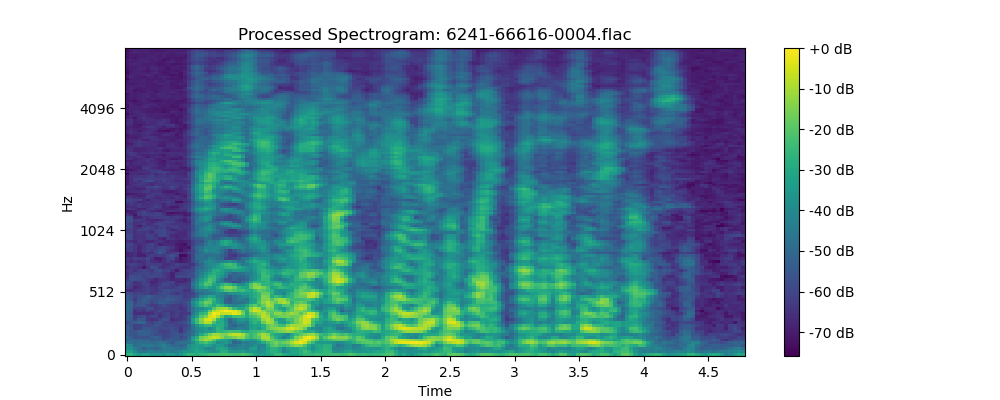 Processed Spectrogram: 6241-66616-0004.flac
+0 dB
-10 dB
-20 dB
-30 dB
-40 dB
-50 dB
-60 dB
-70 dB
4096
2048
1024
512
0
Hz
0 0.5 1 1.5 2 2.5 3 3.5 4 4.5
Time